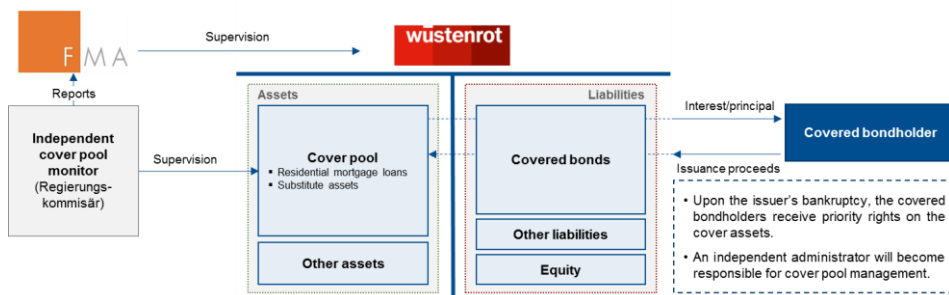 FMA
Supervision
wustenrot
Reports
Assets
Liabilities
Interest/principal
Independent
cover pool
monitor
(Regierungs-
kommisär)
Supervision
Cover pool
▪ Residential mortgage loans
▪ Substitute assets
Covered bonds
Covered bondholder
Issuance proceeds
Other assets
Other liabilities
Equity
• Upon the issuer's bankruptcy, the covered
bondholders receive priority rights on the
cover assets.
• An independent administrator will become
responsible for cover pool management.